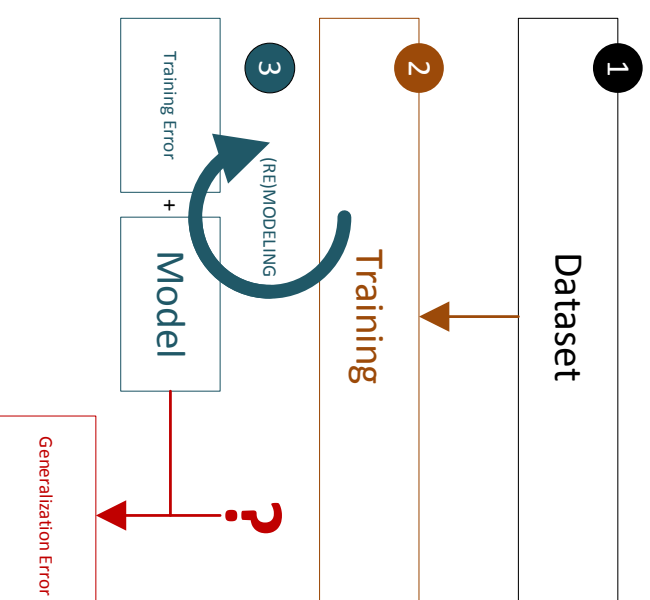 1
Dataset
2
Training
3
(RE)MODELING
Training Error
+
Model
?
Generalization Error